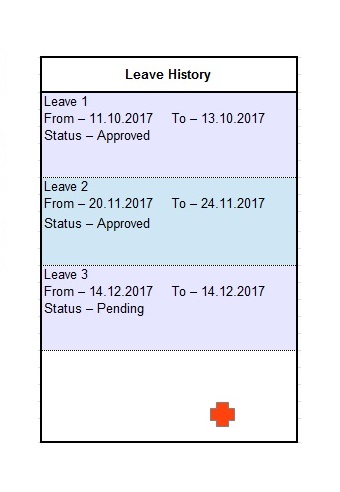 Leave History
Leave 1
From – 11.10.2017 To – 13.10.2017
Status – Approved
Leave 2
From – 20.11.2017 To – 24.11.2017
Status – Approved
Leave 3
From – 14.12.2017 To – 14.12.2017
Status – Pending